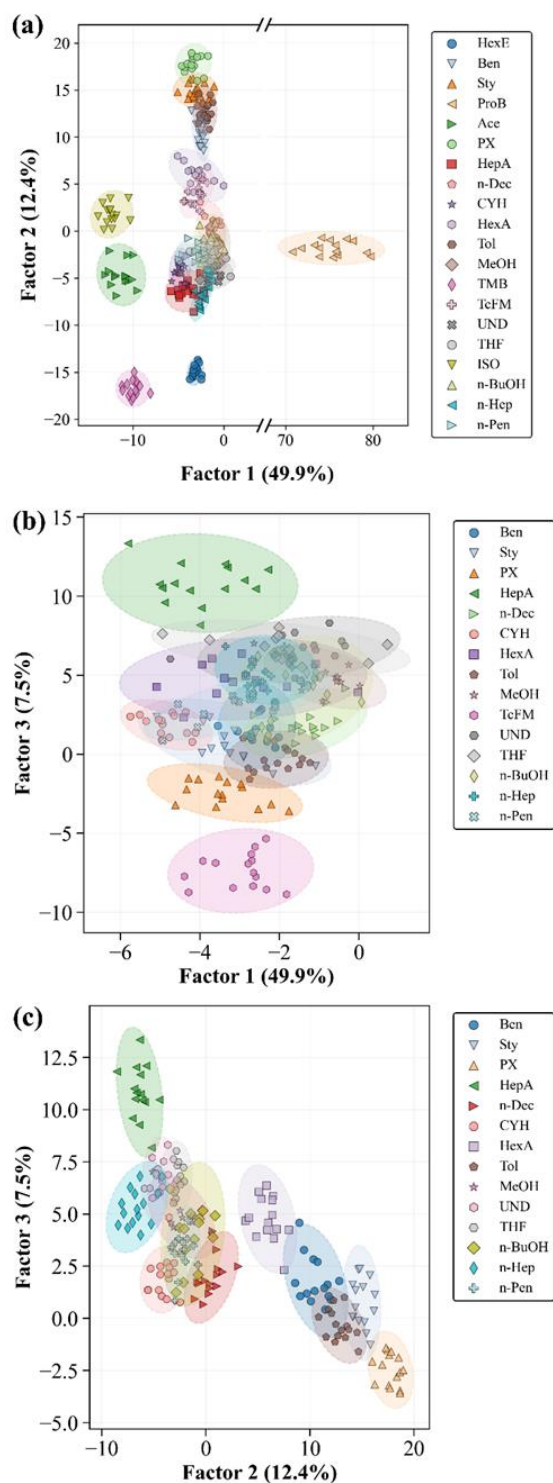 (a)
20
15
10
5
0
−5
−10
−15
−20
Factor 2 (12.4%)
−10
0
70
80
Factor 1 (49.9%)
HexE
Ben
Sty
ProB
Ace
PX
HepA
n-Dec
CYH
HexA
Tol
MeOH
TMB
TcFM
UND
THF
ISO
n-BuOH
n-Hep
n-Pen
(b)
15
10
5
0
−5
−10
Factor 3 (7.5%)
−6
−4
−2
0
Factor 1 (49.9%)
Ben
Sty
PX
HepA
n-Dec
CYH
HexA
Tol
MeOH
TcFM
UND
THF
n-BuOH
n-Hep
n-Pen
(c)
12.5
10.0
7.5
5.0
2.5
0.0
−2.5
−5.0
Factor 3 (7.5%)
−10
0
10
20
Factor 2 (12.4%)
Ben
Sty
PX
HepA
n-Dec
CYH
HexA
Tol
MeOH
UND
THF
n-BuOH
n-Hep
n-Pen